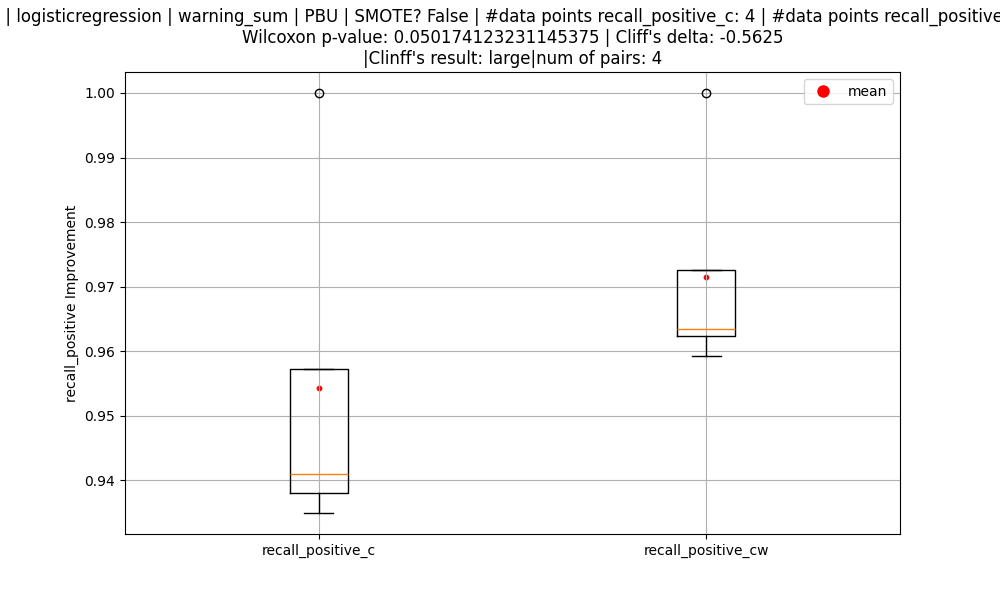 | logisticregression | warning_sum | PBU | SMOTE? False | #data points recall_positive_c: 4 | #data points recall_positive
Wilcoxon p-value: 0.050174123231145375 | Cliff's delta: -0.5625
|Clinff's result: large|num of pairs: 4
mean
1.00
0.99
0.98
0.97
0.96
0.95
0.94
recall_positive Improvement
recall_positive_c
recall_positive_cw